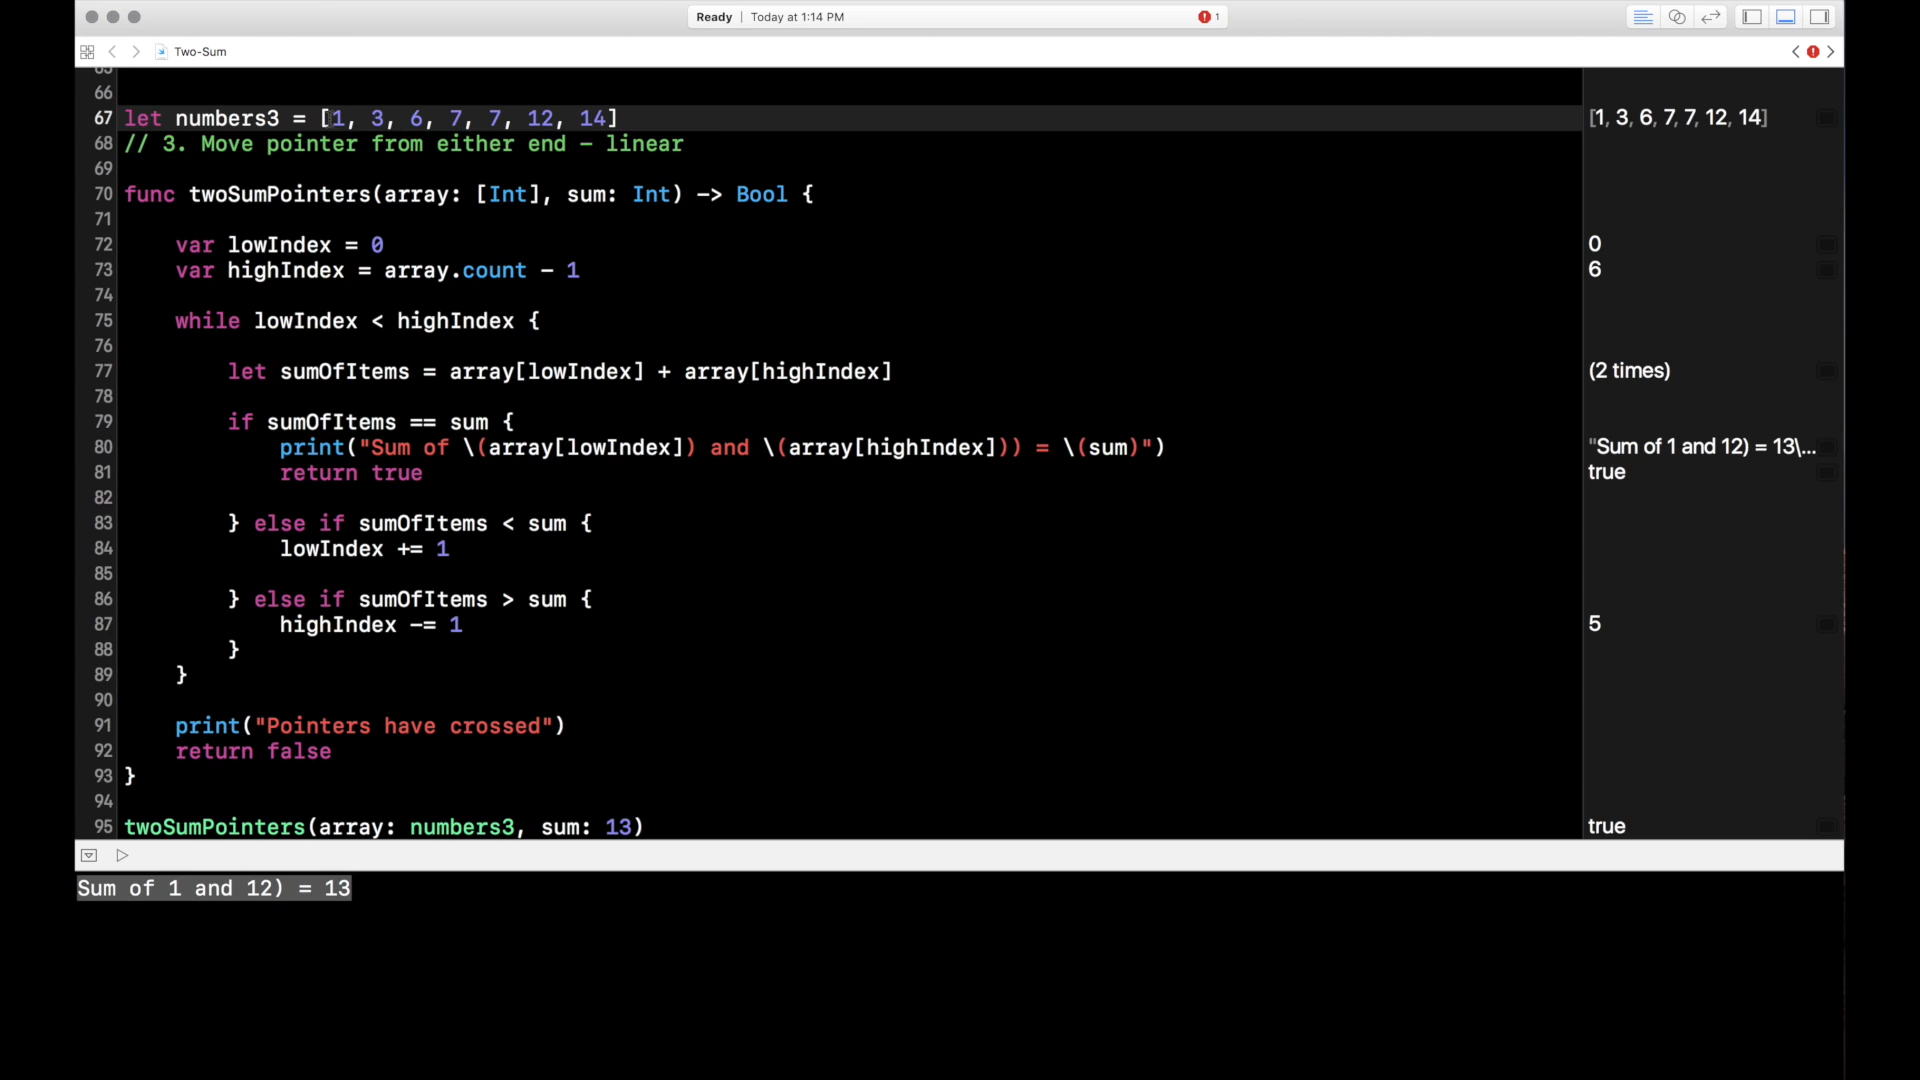 Ready | Today at 1:14 PM 1
Two-Sum
65
66
67 let numbers3 = [1, 3, 6, 7, 7, 12, 14] [1, 3, 6, 7, 7, 12, 14]
68 // 3. Move pointer from either end - linear
69
70 func twoSumPointers(array: [Int], sum: Int) -> Bool {
71
72 var lowIndex = 0 0
73 var highIndex = array.count - 1 6
74
75 while lowIndex < highIndex {
76
77 let sumOfItems = array[lowIndex] + array[highIndex] (2 times)
78
79 if sumOfItems == sum {
80 print("Sum of \(array[lowIndex]) and \(array[highIndex])) = \(sum)") "Sum of 1 and 12) = 13\...
81 return true true
82
83 } else if sumOfItems < sum {
84 lowIndex += 1
85
86 } else if sumOfItems > sum {
87 highIndex -= 1 5
88 }
89 }
90
91 print("Pointers have crossed")
92 return false
93 }
94
95 twoSumPointers(array: numbers3, sum: 13) true
Sum of 1 and 12) = 13